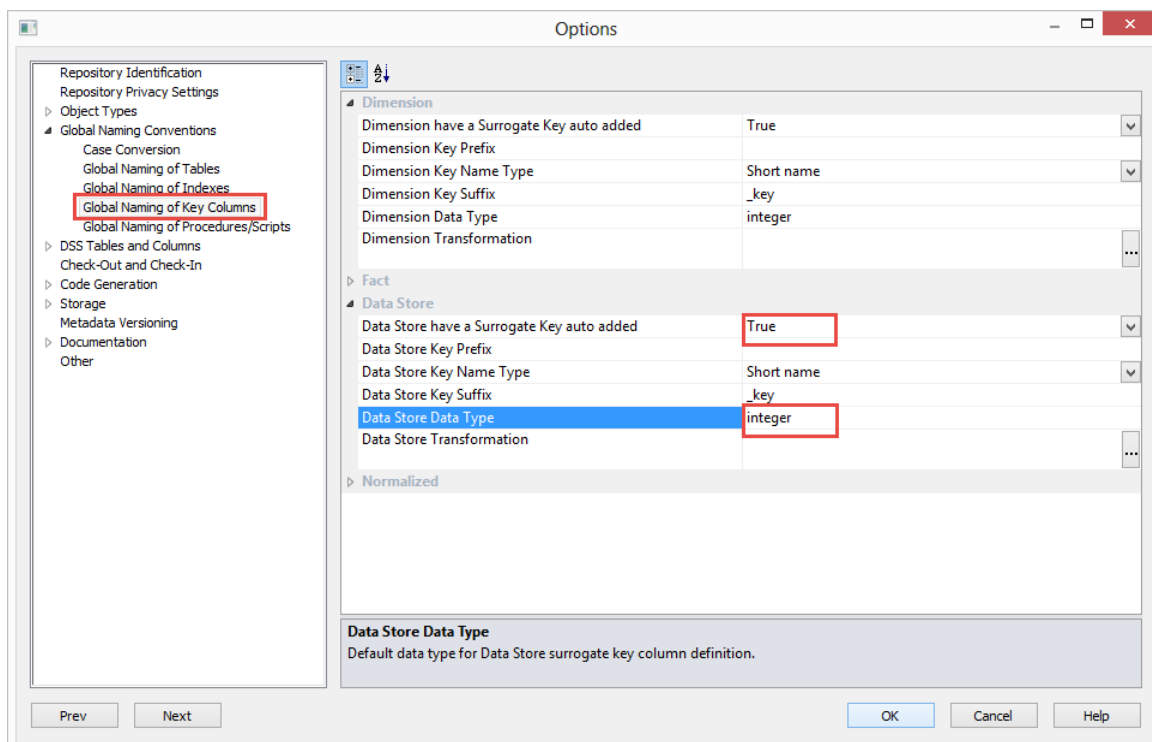 Options
Repository Identification
Repository Privacy Settings
Object Types
Global Naming Conventions
Case Conversion
Global Naming of Tables
Global Naming of Indexes
Global Naming of Key Columns
Global Naming of Procedures/Scripts
DSS Tables and Columns
Check-Out and Check-In
Code Generation
Storage
Metadata Versioning
Documentation
Other
Dimension
Dimension have a Surrogate Key auto added True
Dimension Key Prefix
Dimension Key Name Type Short name
Dimension Key Suffix _key
Dimension Data Type integer
Dimension Transformation ...
Fact
Data Store
Data Store have a Surrogate Key auto added True
Data Store Key Prefix
Data Store Key Name Type Short name
Data Store Key Suffix _key
Data Store Data Type integer
Data Store Transformation ...
Normalized
Data Store Data Type
Default data type for Data Store surrogate key column definition.
Prev Next OK Cancel Help